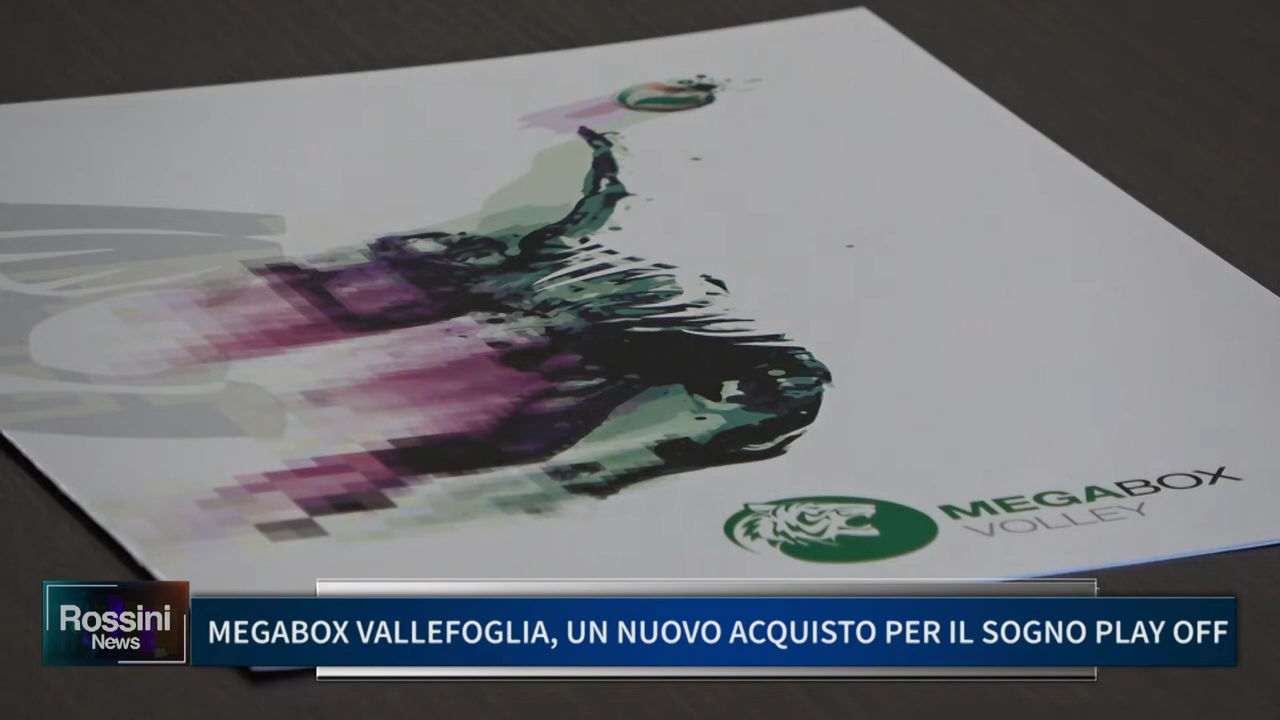 MEGABOX
VOLLEY
Rossini
News
MEGABOX VALLEFOGLIA, UN NUOVO ACQUISTO PER IL SOGNO PLAY OFF